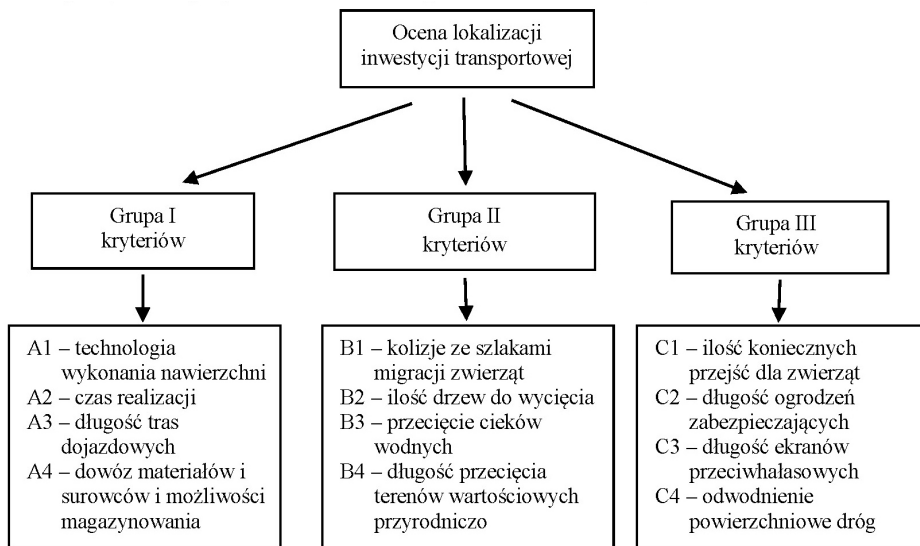 Ocena lokalizacji
inwestycji transportowej
Grupa I
kryteriów
Grupa II
kryteriów
Grupa III
kryteriów
A1 – technologia
wykonania nawierzchni
A2 – czas realizacji
A3 – długość tras
dojazdowych
A4 – dowóz materiałów i
surowców i możliwości
magazynowania
B1 – kolizje ze szlakami
migracji zwierząt
B2 – ilość drzew do wycięcia
B3 – przecięcie cieków
wodnych
B4 – długość przecięcia
terenów wartościowych
przyrodniczo
C1 – ilość koniecznych
przejść dla zwierząt
C2 – długość ogrodzeń
zabezpieczających
C3 – długość ekranów
przeciwhałasowych
C4 – odwodnienie
powierzchniowe dróg